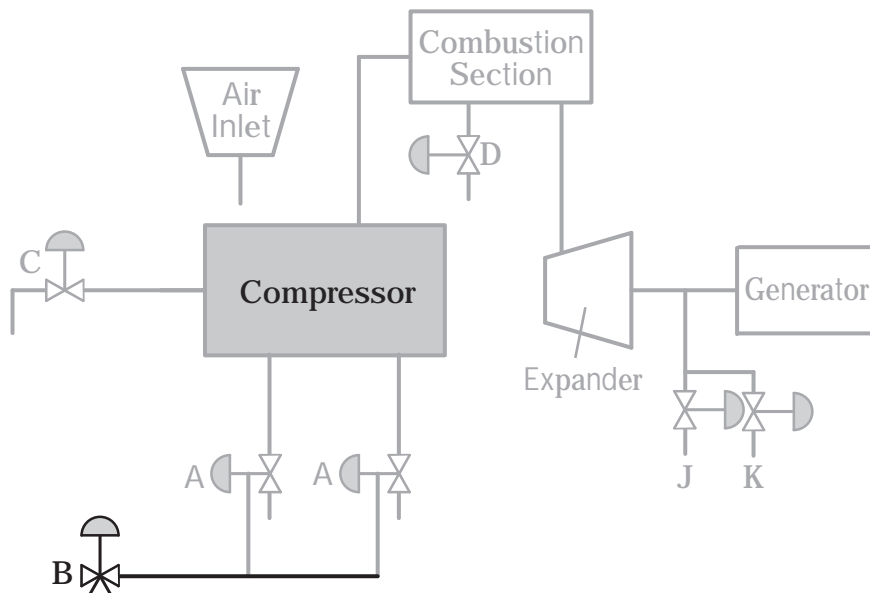 Combustion
Section
Air
Inlet
D
C
Compressor
Generator
Expander
A
A
J
K
B